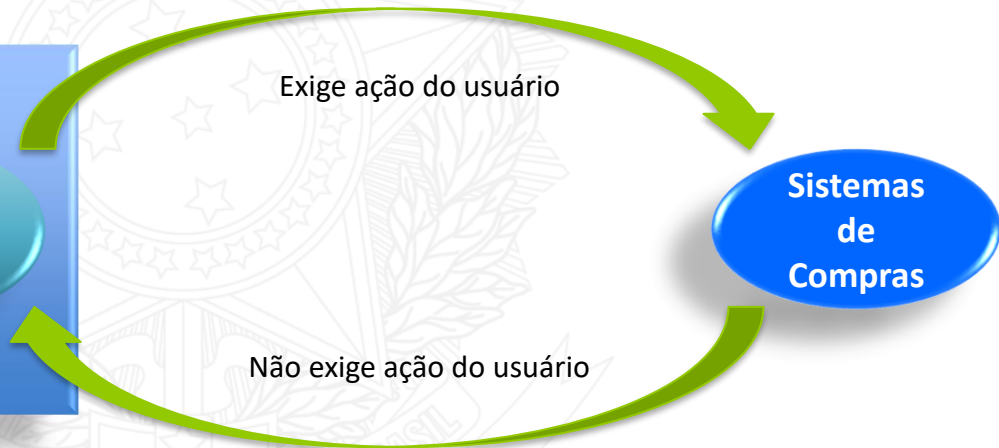 Exige ação do usuário
Sistemas
de
Compras
Não exige ação do usuário